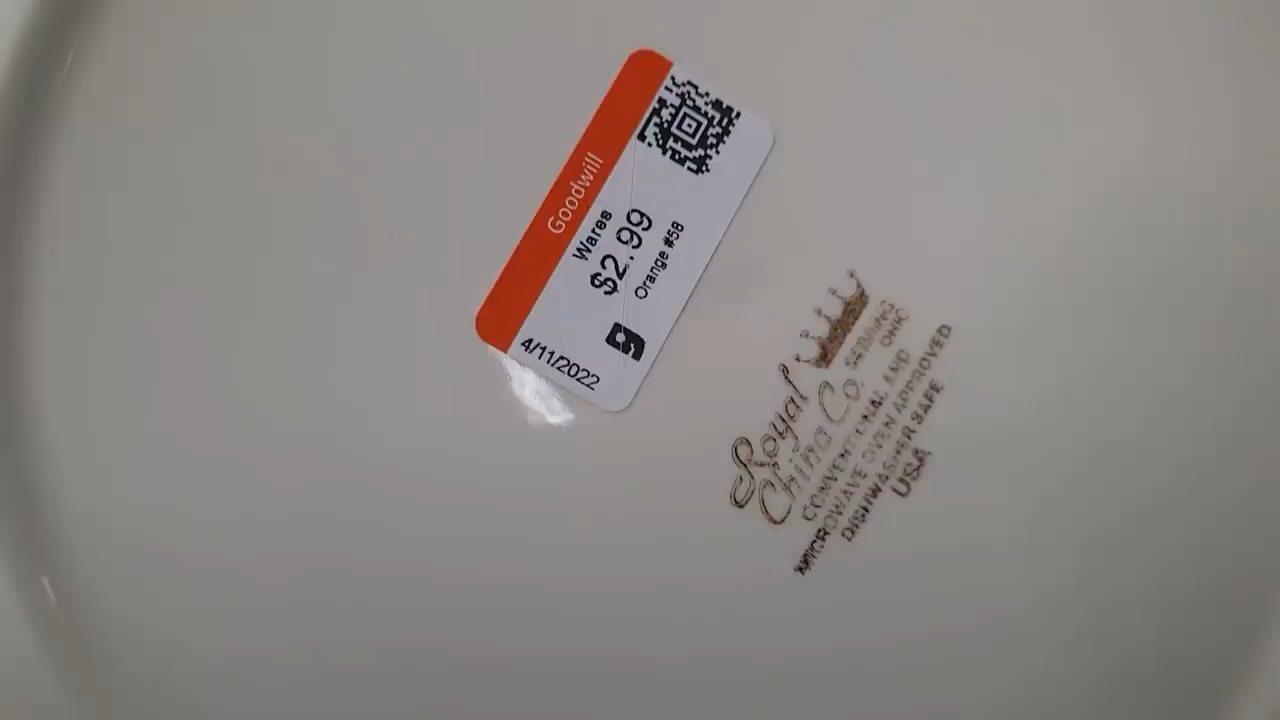 Goodwill
Wares
$2.99
Orange #58
4/11/2022
Royal
China Co.
SEBRING
OHIO
CONVENTIONAL AND
MICROWAVE OVEN APPROVED
DISHWASHER SAFE
USA